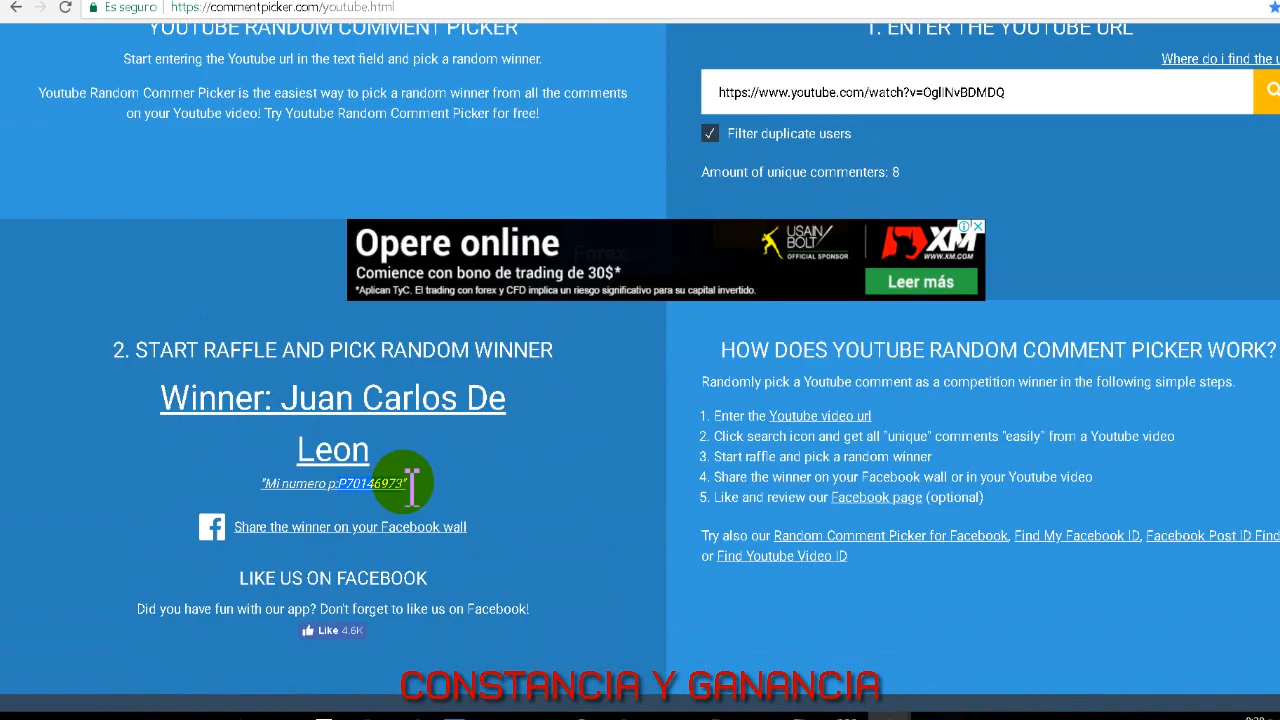 Es seguro
https://commentpicker.com/youtube.html
YOUTUBE RANDOM COMMENT PICKER
Start entering the Youtube url in the text field and pick a random winner.
Youtube Random Commer Picker is the easiest way to pick a random winner from all the comments
on your Youtube video! Try Youtube Random Comment Picker for free!
1. ENTER THE YOUTUBE URL
Where do i find the u
https://www.youtube.com/watch?v=OglINvBDMDQ
Filter duplicate users
Amount of unique commenters: 8
Opere online
Comience con bono de trading de 30$*
*Aplican TyC. El trading con forex y CFD implica un riesgo significativo para su capital invertido.
USAIN
BOLT
OFFICIAL SPONSOR
XM
WWW.XM.COM
Leer más
2. START RAFFLE AND PICK RANDOM WINNER
Winner: Juan Carlos De
Leon
"Mi numero p:P70146973"
Share the winner on your Facebook wall
LIKE US ON FACEBOOK
Did you have fun with our app? Don't forget to like us on Facebook!
Like 4.6K
HOW DOES YOUTUBE RANDOM COMMENT PICKER WORK?
Randomly pick a Youtube comment as a competition winner in the following simple steps.
1. Enter the Youtube video url
2. Click search icon and get all "unique" comments "easily" from a Youtube video
3. Start raffle and pick a random winner
4. Share the winner on your Facebook wall or in your Youtube video
5. Like and review our Facebook page (optional)
Try also our Random Comment Picker for Facebook, Find My Facebook ID, Facebook Post ID Find
or Find Youtube Video ID
CONSTANCIA Y GANANCIA